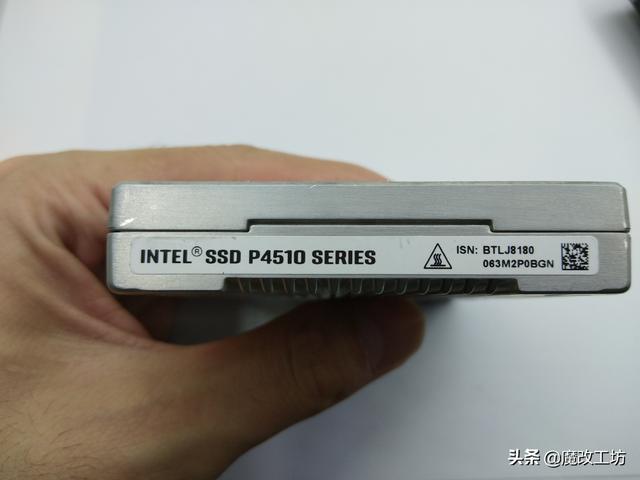 INTEL® SSD P4510 SERIES
ISN: BTLJ8180
063M2P0BGN
头条 @魔改工坊